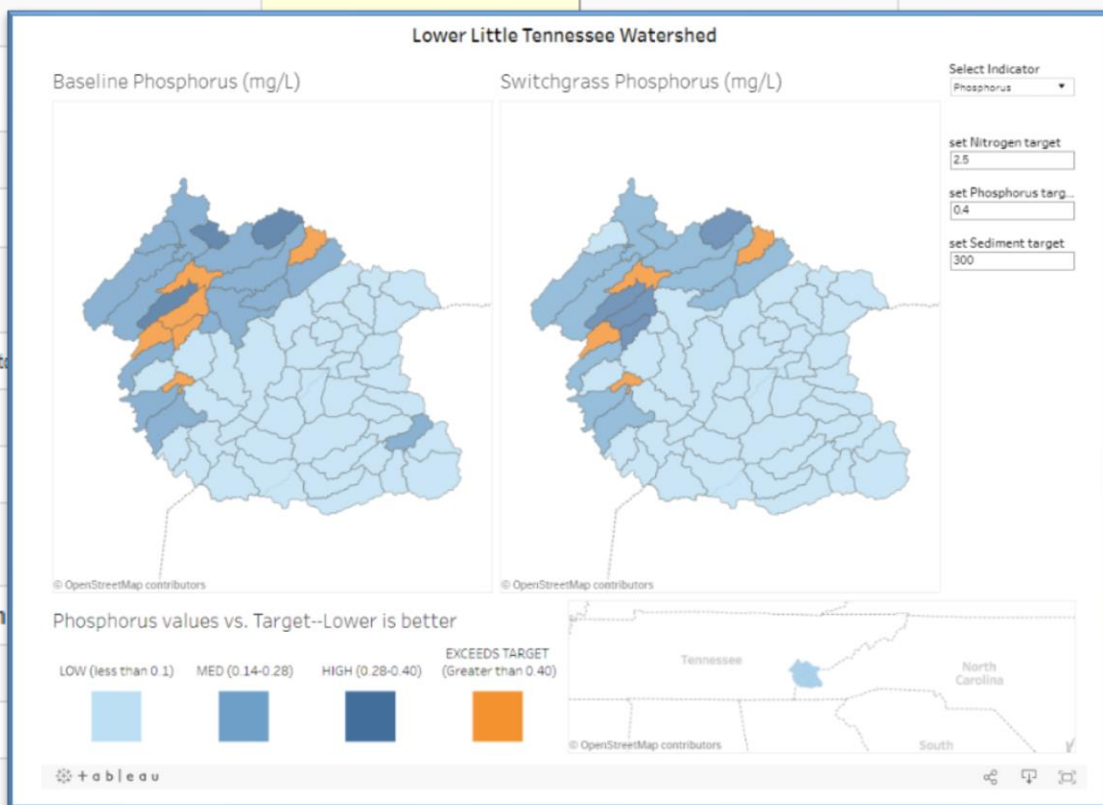 Lower Little Tennessee Watershed
Baseline Phosphorus (mg/L)
Switchgrass Phosphorus (mg/L)
Select Indicator
Phosphorus
set Nitrogen target
2.5
set Phosphorus targ...
0.4
set Sediment target
300
© OpenStreetMap contributors
© OpenStreetMap contributors
Phosphorus values vs. Target--Lower is better
LOW (less than 0.1)
MED (0.14-0.28)
HIGH (0.28-0.40)
EXCEEDS TARGET
(Greater than 0.40)
Tennessee
North
Carolina
South
© OpenStreetMap contributors
+ableau